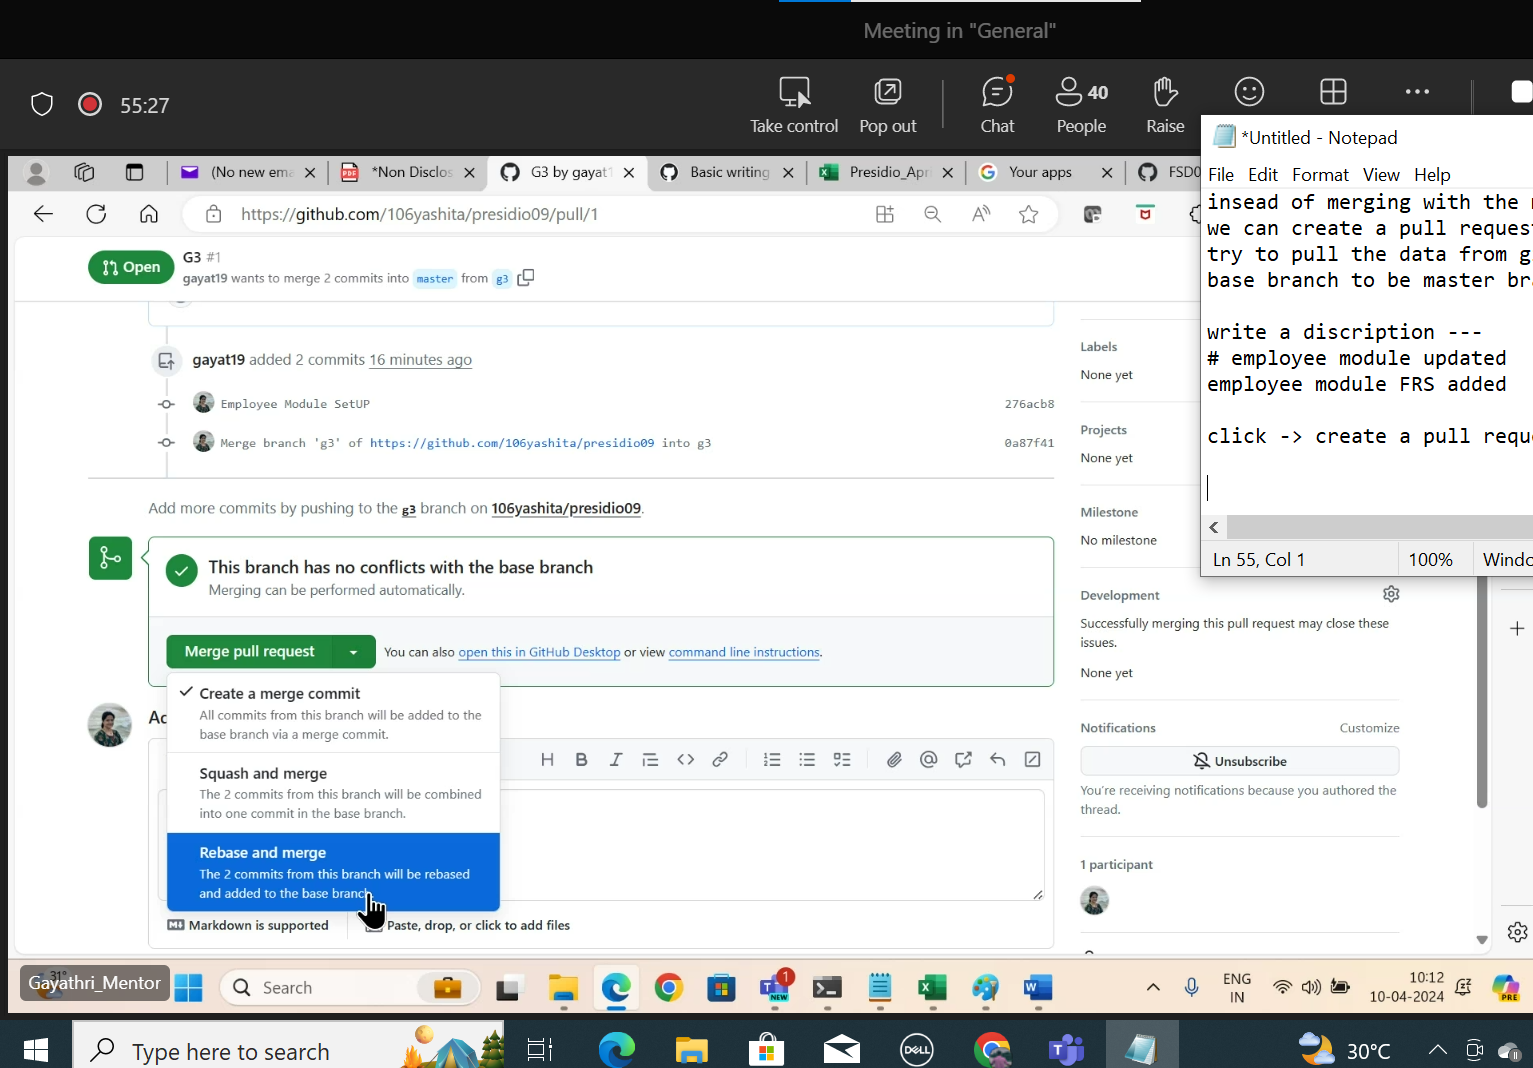 Meeting in "General"
55:27
Take control
Pop out
Chat
40
People
Raise
*Untitled - Notepad
File Edit Format View Help
insead of merging with the
we can create a pull request
try to pull the data from g
base branch to be master
write a discription ---
# employee module updated
employee module FRS added
click -> create a pull
Ln 55, Col 1
100%
(No new
*Non Disclos
G3 by gayat
Basic writing
Presidio_Apr
Your apps
https://github.com/106yashita/presidio09/pull/1
Open
G3 #1
gayat19 wants to merge 2 commits into master from g3
gayat19 added 2 commits 16 minutes ago
Employee Module SetUP
276acb8
Merge branch 'g3' of https://github.com/106yashita/presidio09 into g3
0a87f41
Add more commits by pushing to the g3 branch on 106yashita/presidio09.
This branch has no conflicts with the base branch
Merging can be performed automatically.
Merge pull request
You can also open this in GitHub Desktop or view command line instructions.
Create a merge commit
All commits from this branch will be added to the
base branch via a merge commit.
Squash and merge
The 2 commits from this branch will be combined
into one commit in the base branch.
Rebase and merge
The 2 commits from this branch will be rebased
and added to the base branch
Markdown is supported
Paste, drop, or click to add files
Labels
None yet
Projects
None yet
Milestone
No milestone
Development
Successfully merging this pull request may close these
issues.
None yet
Notifications
Customize
Unsubscribe
You're receiving notifications because you authored the
thread.
1 participant
Gayathri_Mentor
31°
Search
1
NEW
ENG
IN
10:12
10-04-2024
PRE
Type here to search
DELL
30°C